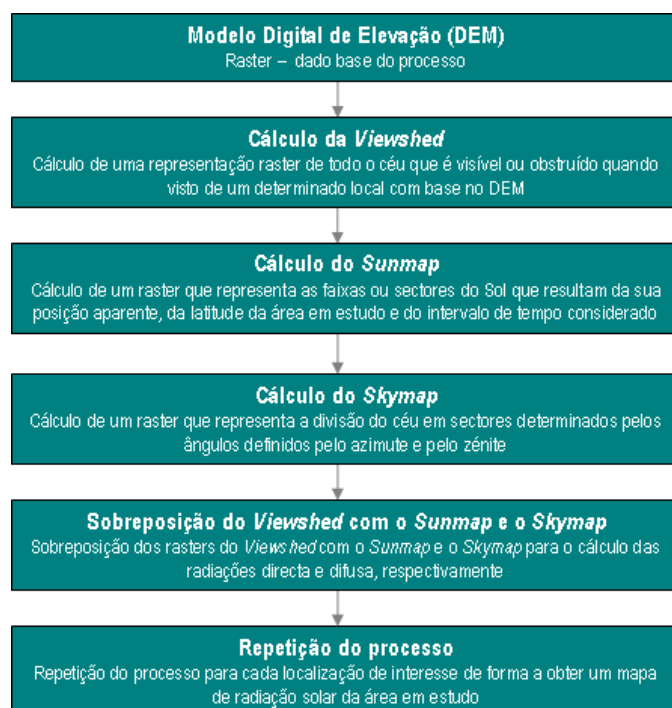 Modelo Digital de Elevação (DEM)
Raster – dado base do processo
Cálculo da Viewshed
Cálculo de uma representação raster de todo o céu que é visível ou obstruído quando
visto de um determinado local com base no DEM
Cálculo do Sunmap
Cálculo de um raster que representa as faixas ou sectores do Sol que resultam da sua
posição aparente, da latitude da área em estudo e do intervalo de tempo considerado
Cálculo do Skymap
Cálculo de um raster que representa a divisão do céu em sectores determinados pelos
ângulos definidos pelo azimute e pelo zénite
Sobreposição do Viewshed com o Sunmap e o Skymap
Sobreposição dos rasters do Viewshed com o Sunmap e o Skymap para o cálculo das
radiações directa e difusa, respectivamente
Repetição do processo
Repetição do processo para cada localização de interesse de forma a obter um mapa
de radiação solar da área em estudo